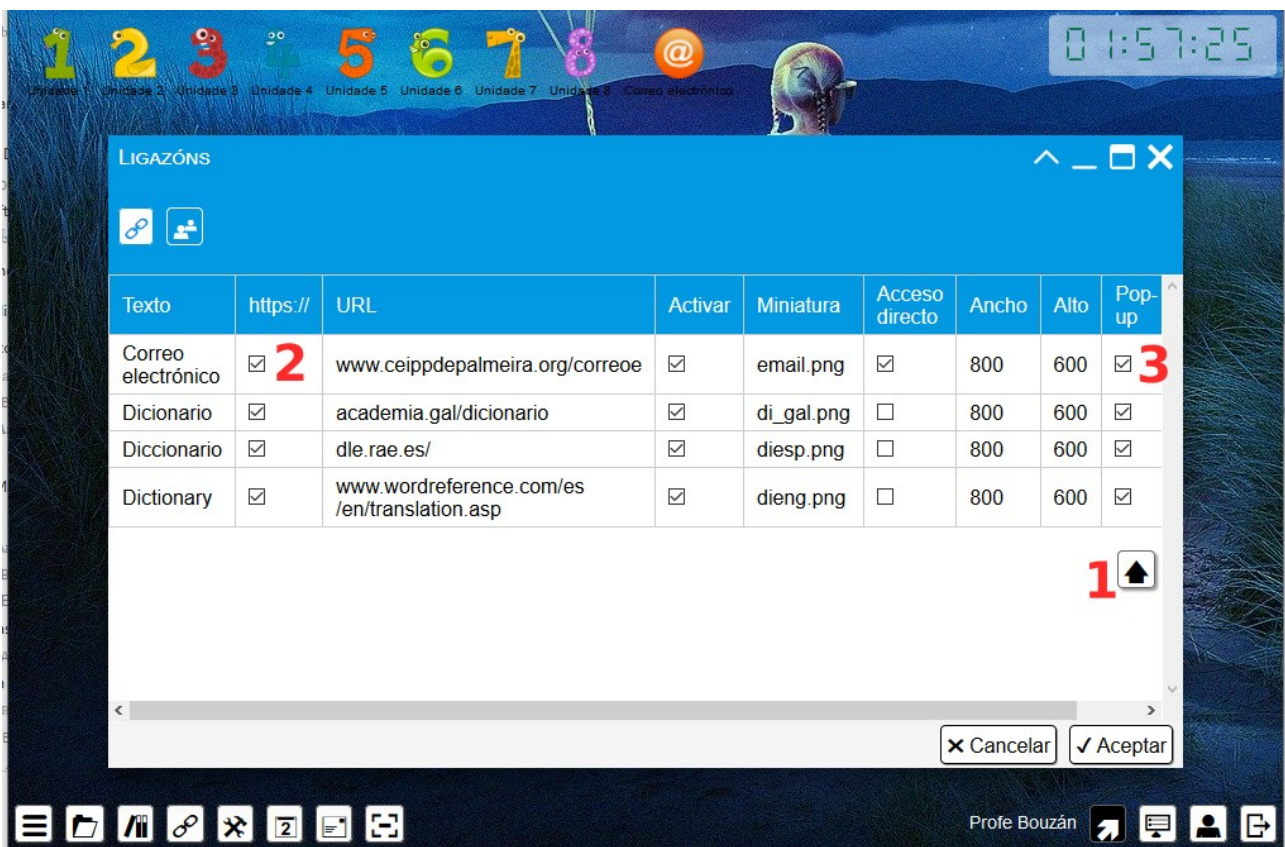 01:57:25
Unidade 1 Unidade 2 Unidade 3 Unidade 4 Unidade 5 Unidade 6 Unidade 7 Unidade 8 Correo electrónico
LIGAZÓNS
Texto https:// URL Activar Miniatura Acceso directo Ancho Alto Pop-up
Correo electrónico 2 www.ceippdepalmeira.org/correoe email.png 800 600 3
Dicionario academia.gal/dicionario di_gal.png 800 600
Diccionario dle.rae.es/ diesp.png 800 600
Dictionary www.wordreference.com/es
/en/translation.asp dieng.png 800 600
1
Cancelar Aceptar
2 Profe Bouzán